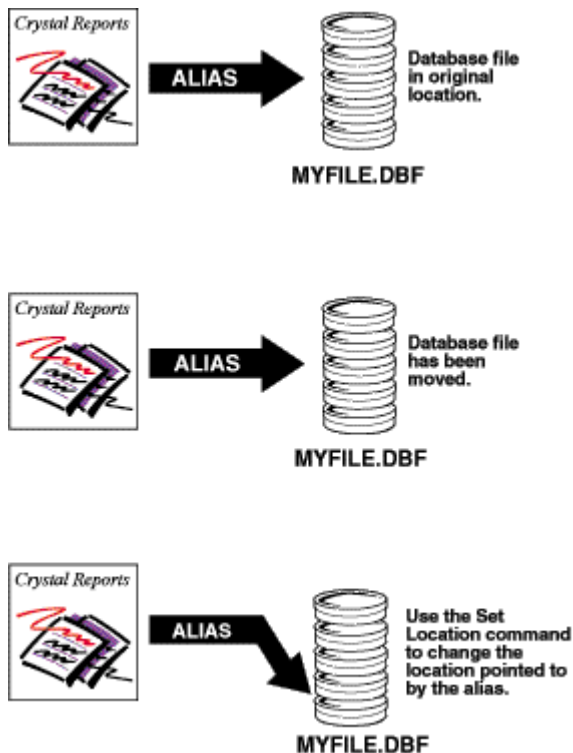 Crystal Reports
ALIAS
Database file
in original
location.
MYFILE.DBF
Crystal Reports
ALIAS
Database file
has been
moved.
MYFILE.DBF
Crystal Reports
ALIAS
Use the Set
Location command
to change the
location pointed to
by the alias.
MYFILE.DBF